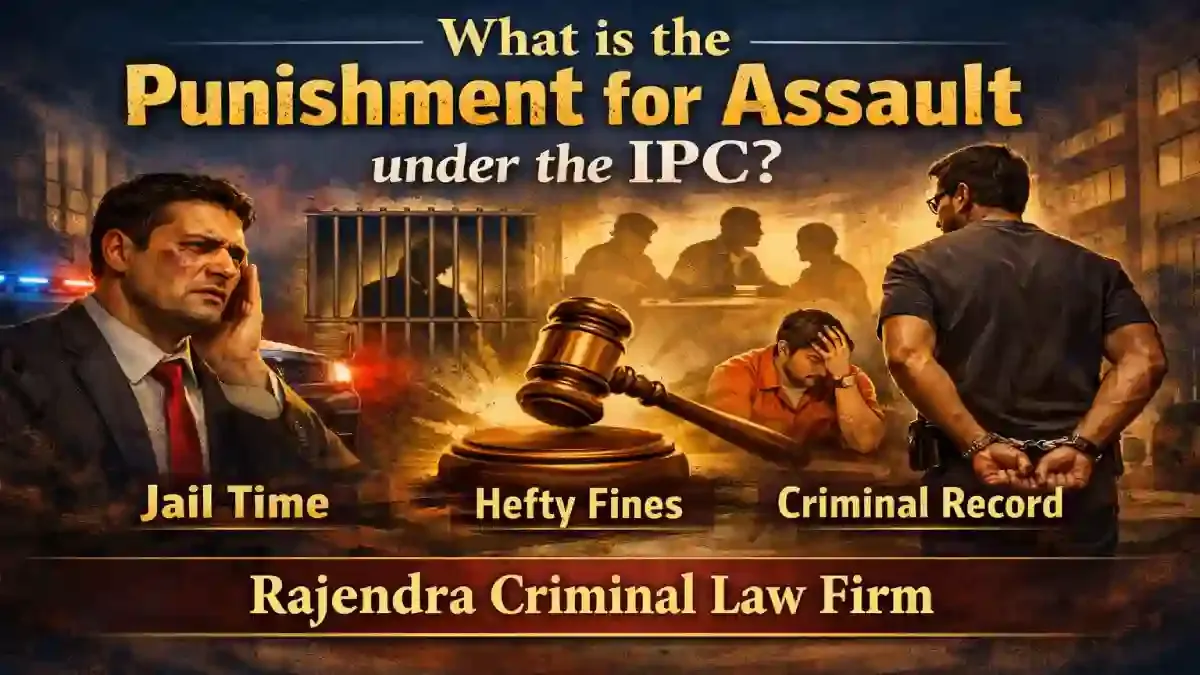 What is the
Punishment for Assault
under the IPC?
Jail Time
Hefty Fines
Criminal Record
Rajendra Criminal Law Firm